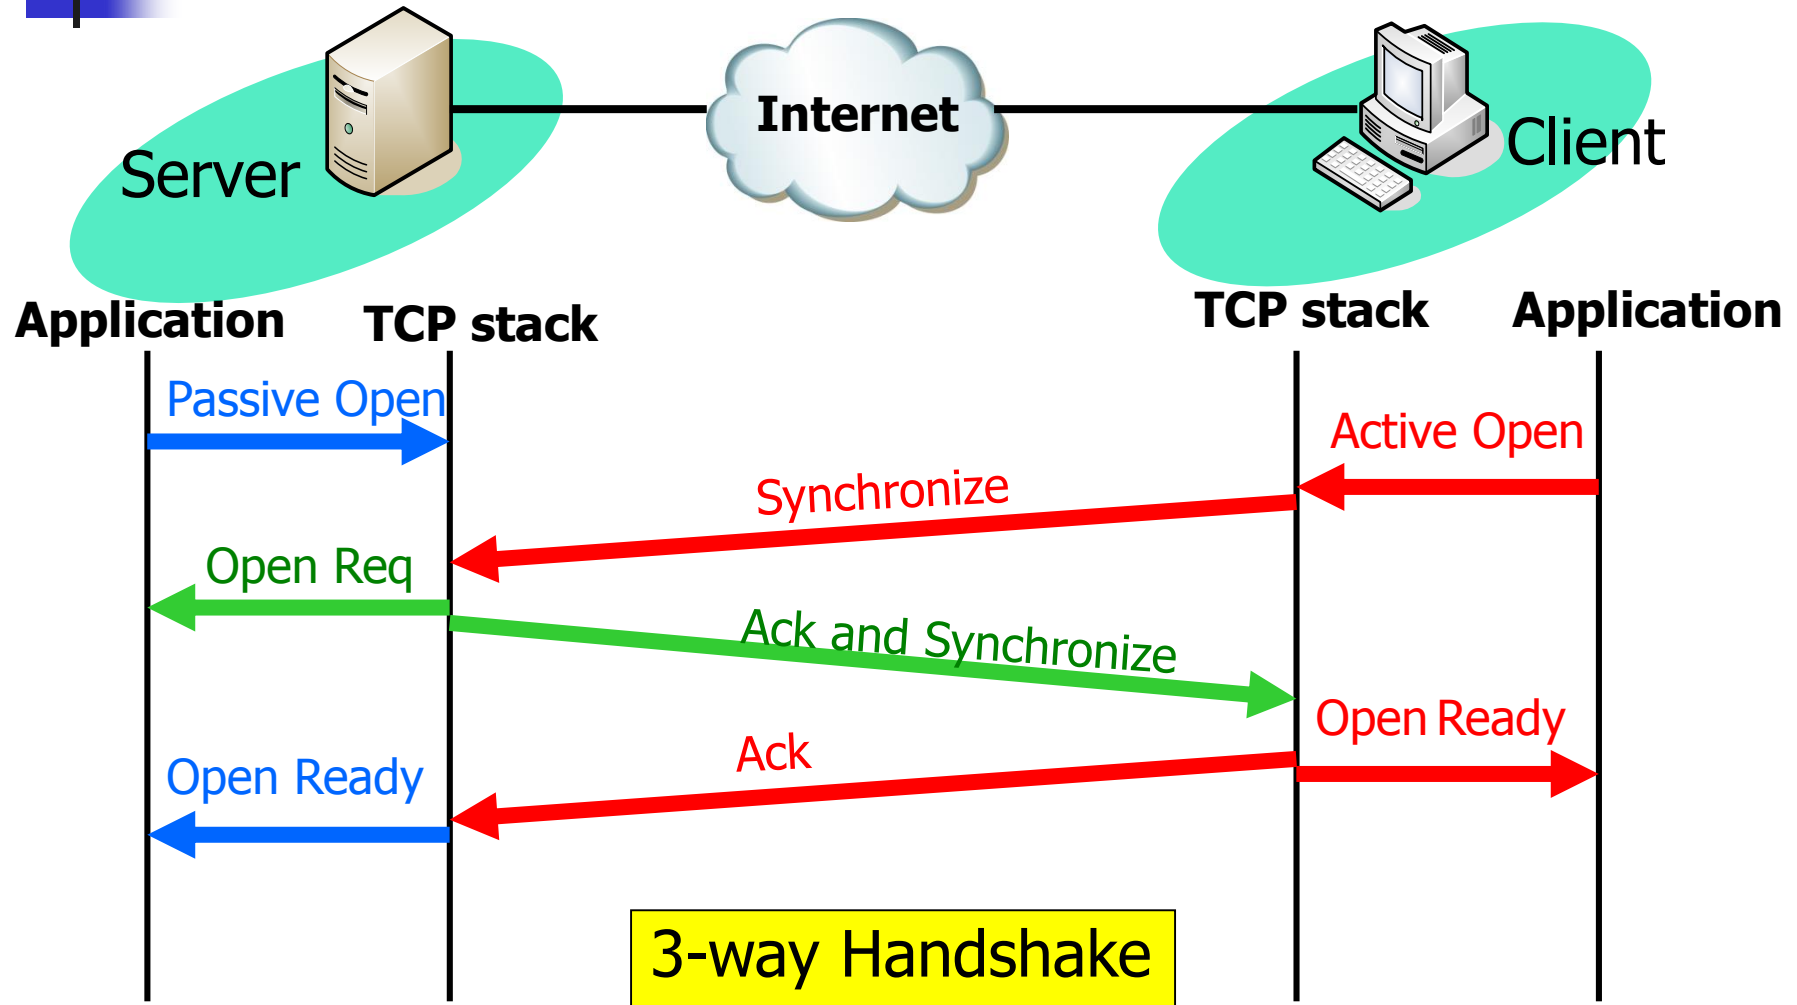 Server
Internet
Client
Application
TCP stack
TCP stack
Application
Passive Open
Active Open
Synchronize
Open Req
Ack and Synchronize
Open Ready
Ack
Open Ready
3-way Handshake